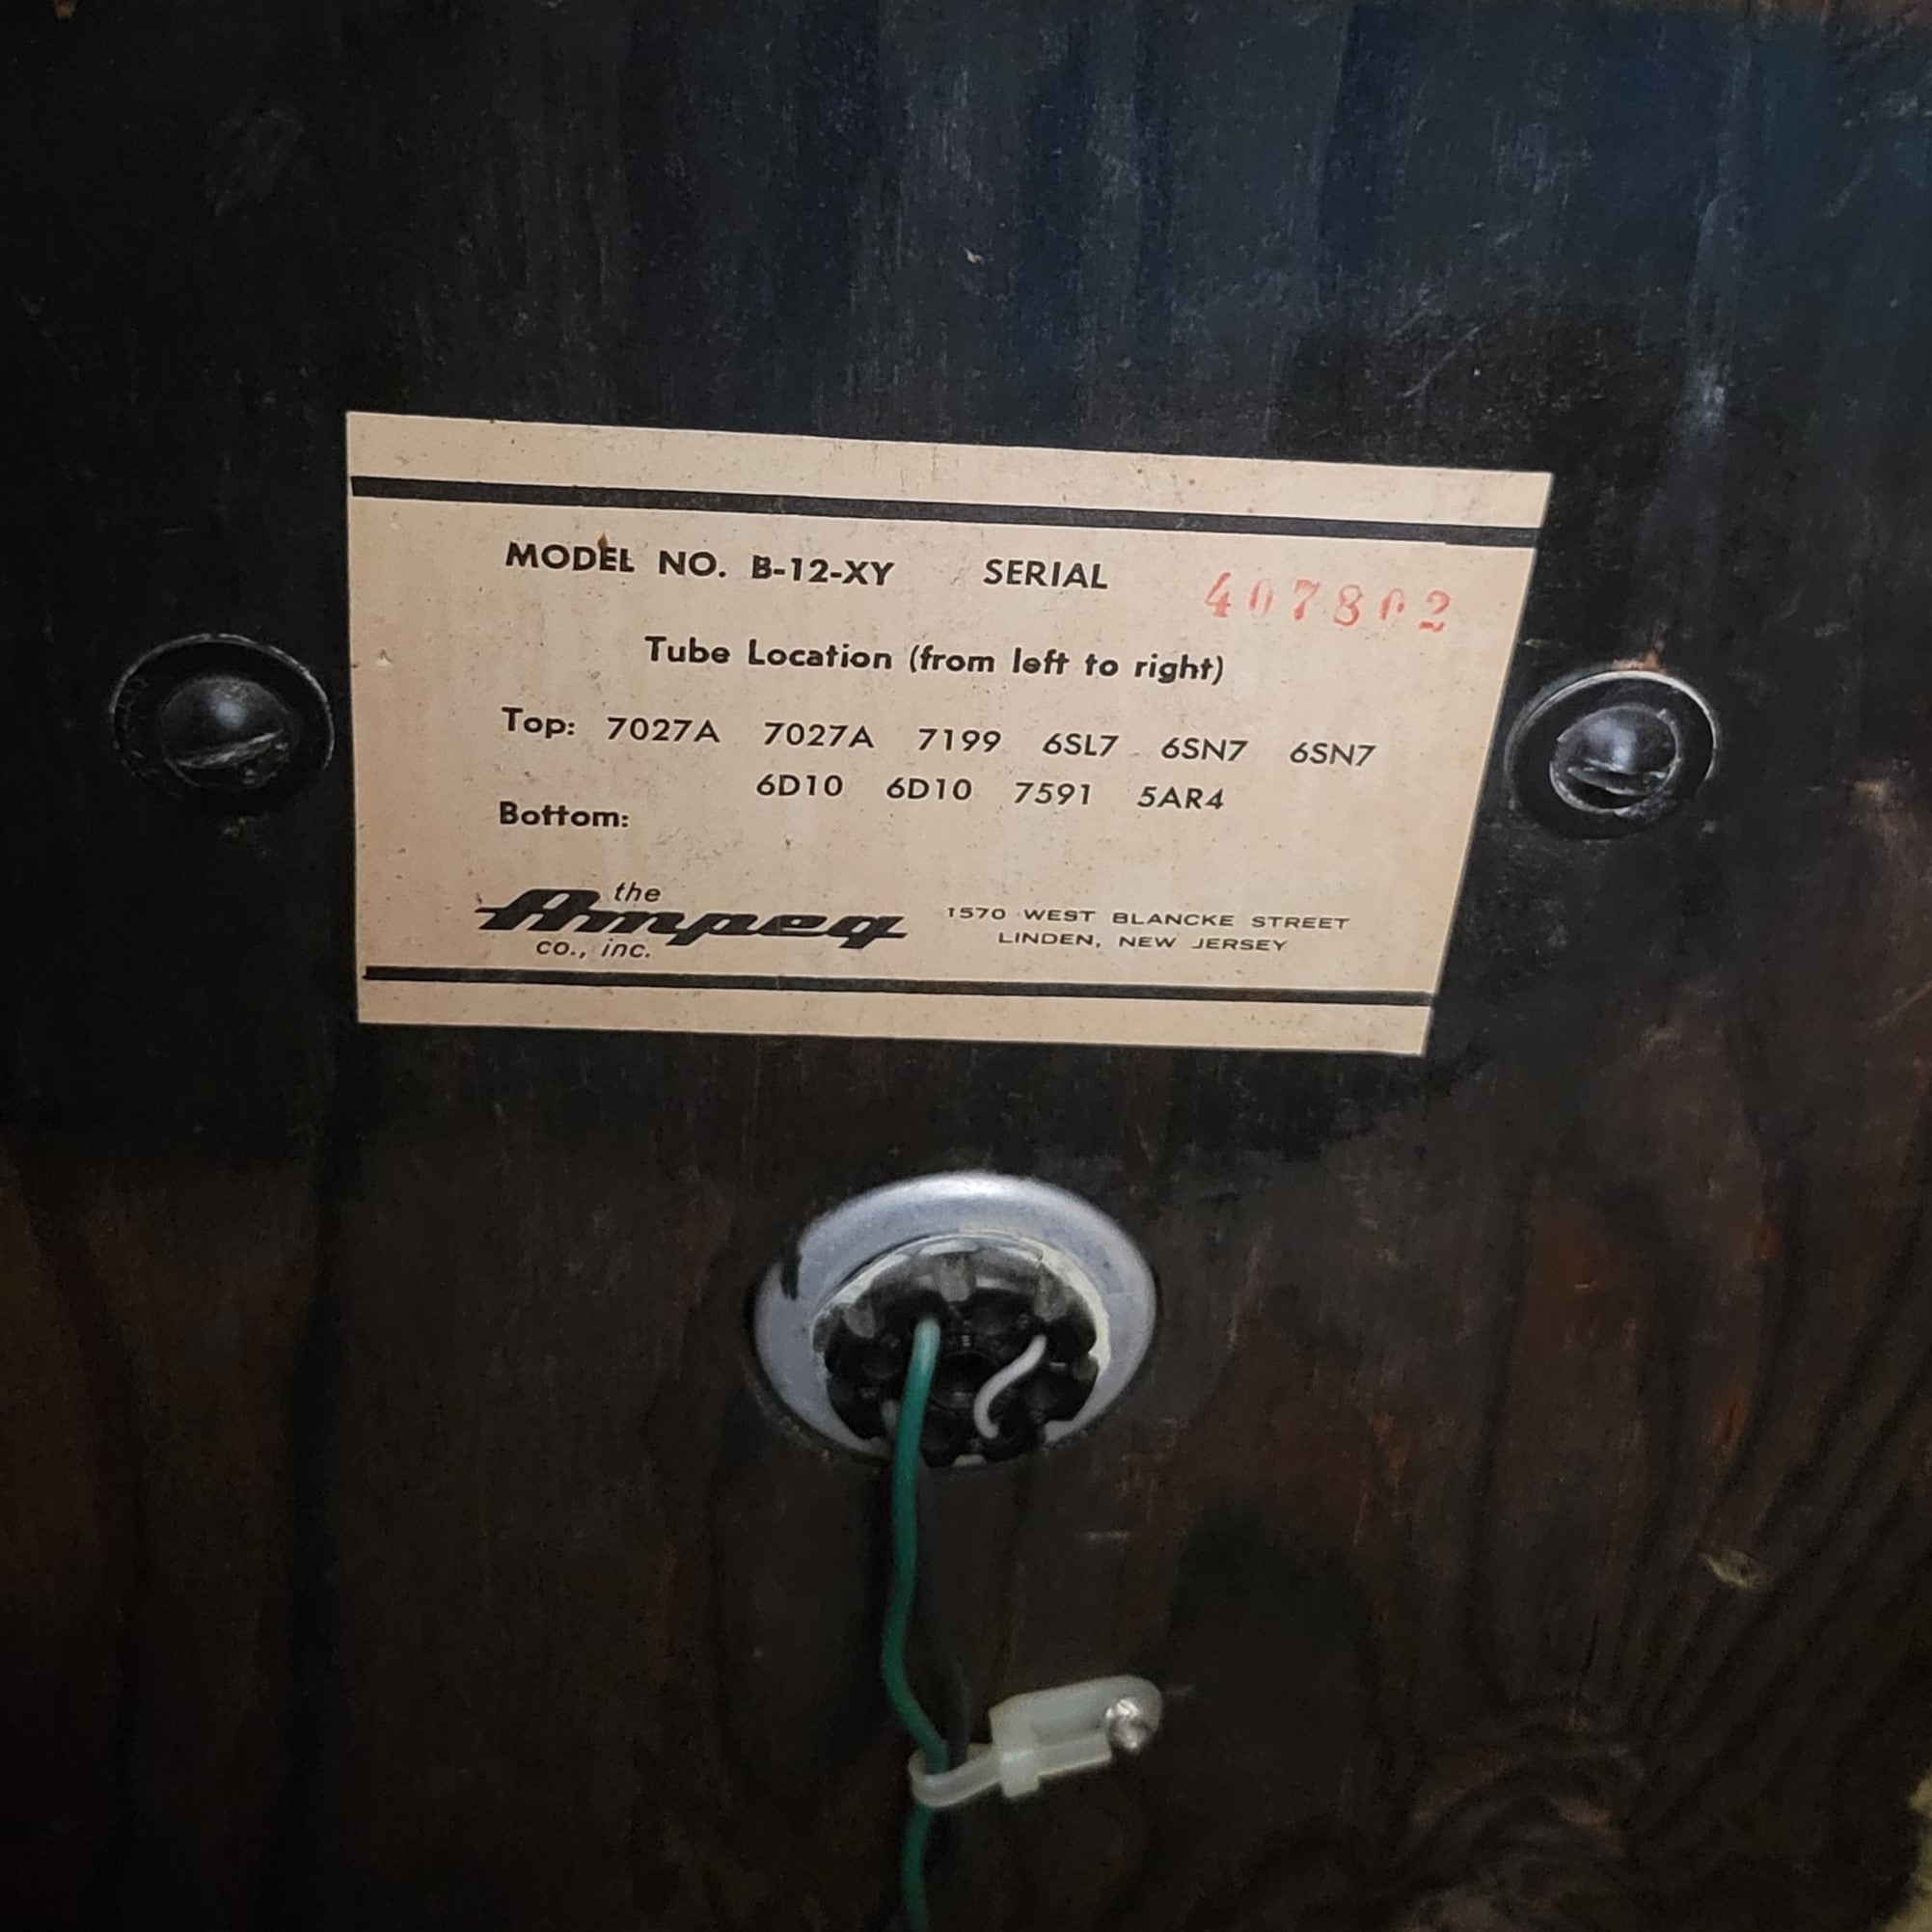 MODEL NO. B-12-XY SERIAL 407802
Tube Location (from left to right)
Top: 7027A 7027A 7199 6SL7 6SN7 6SN7
6D10 6D10 7591 5AR4
Bottom:
the
Ampeg
co., inc.
1570 WEST BLANCKE STREET
LINDEN, NEW JERSEY